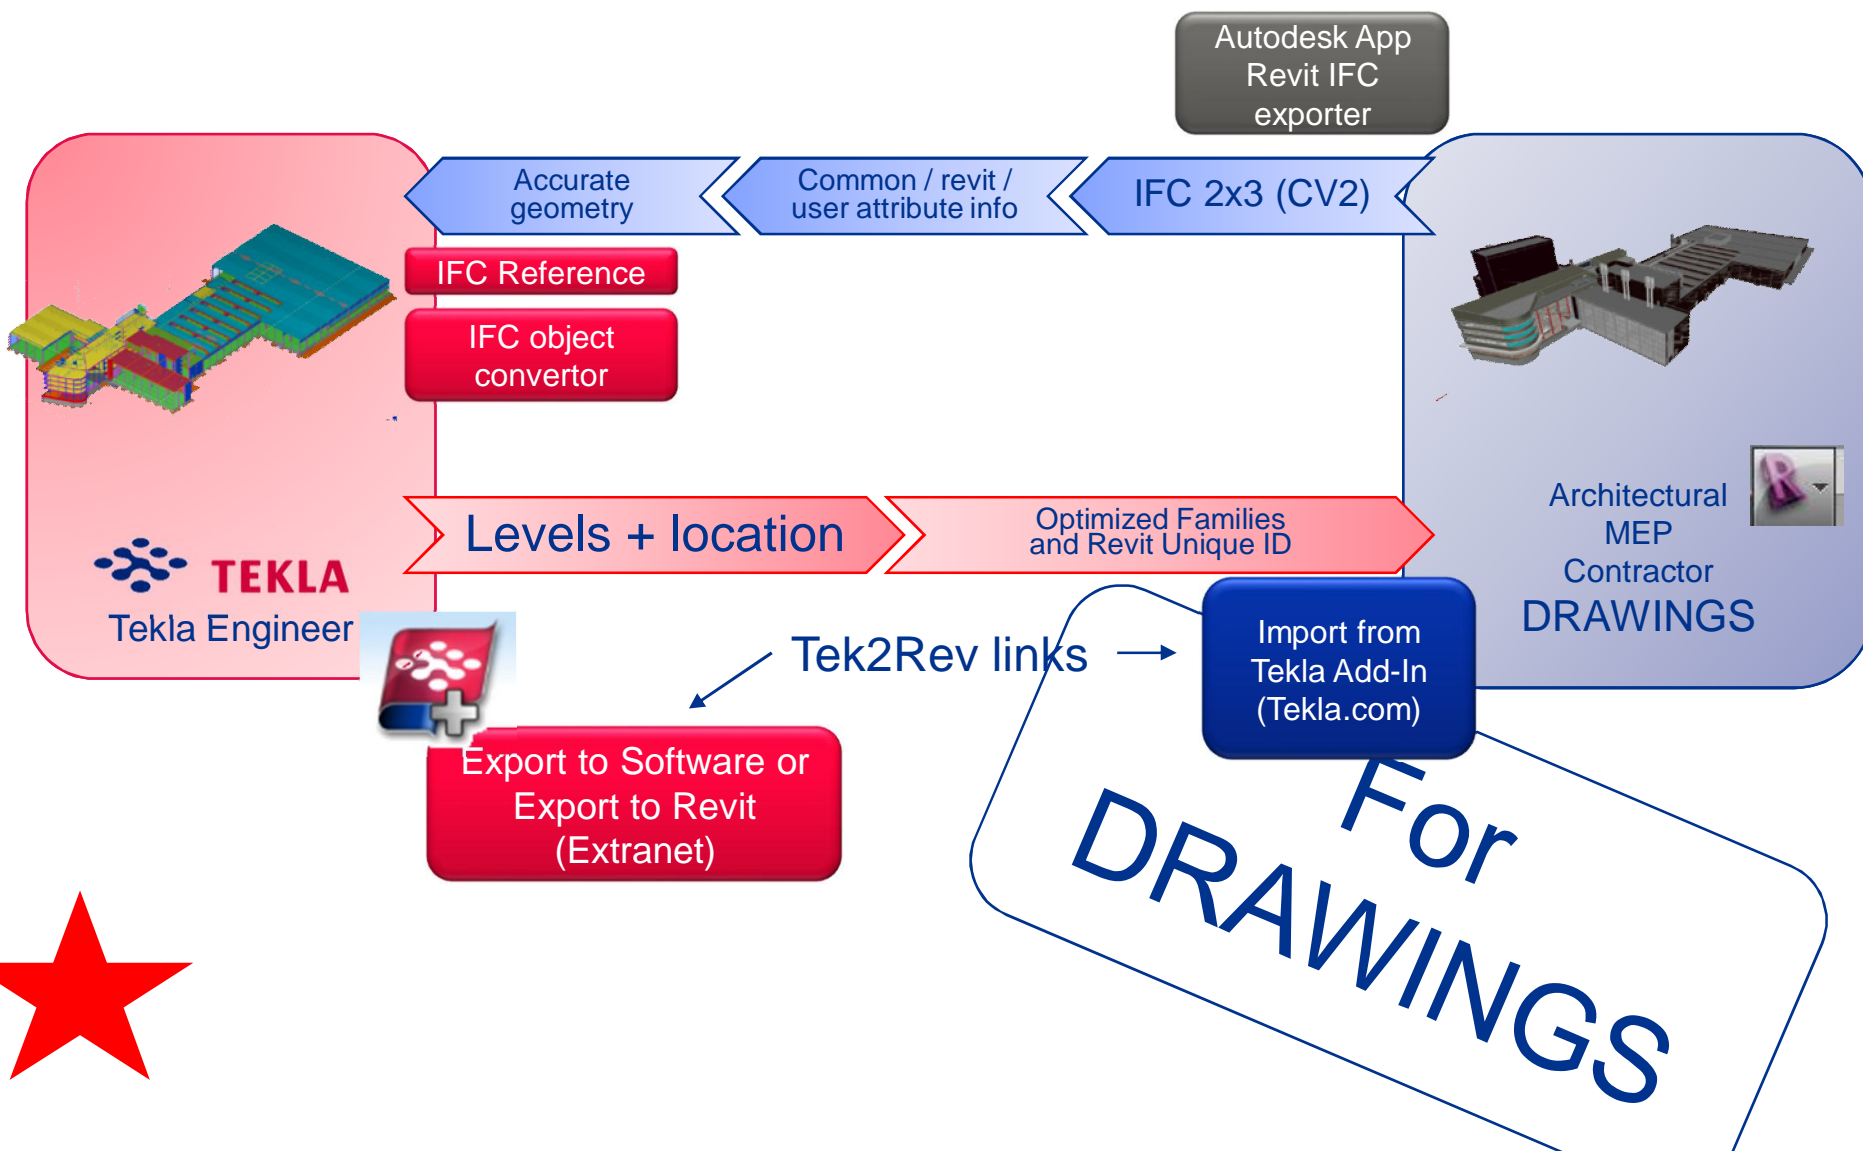 Autodesk App
Revit IFC
exporter
Accurate
geometry
Common / revit /
user attribute info
IFC 2x3 (CV2)
IFC Reference
IFC object
convertor
Levels + location
Optimized Families
and Revit Unique ID
Architectural
MEP
Contractor
DRAWINGS
R
TEKLA
Tekla Engineer
Tek2Rev links
Import from
Tekla Add-In
(Tekla.com)
Export to Software or
Export to Revit
(Extranet)
For
DRAWINGS